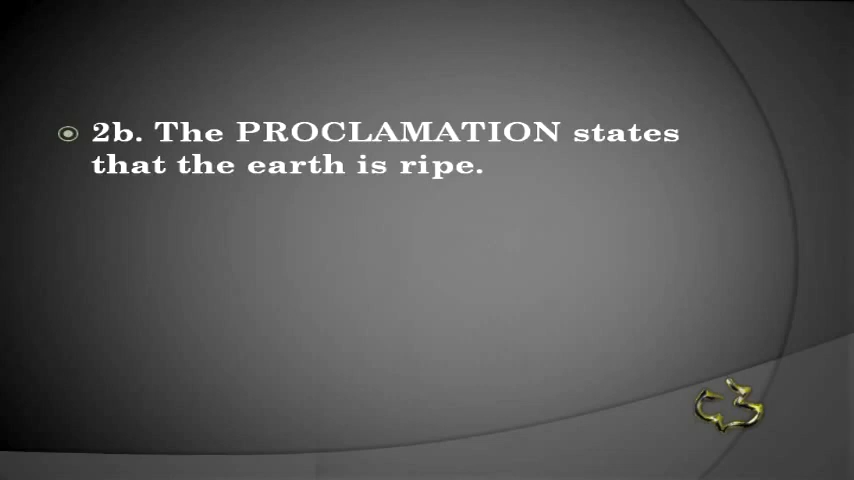 2b. The PROCLAMATION states
that the earth is ripe.